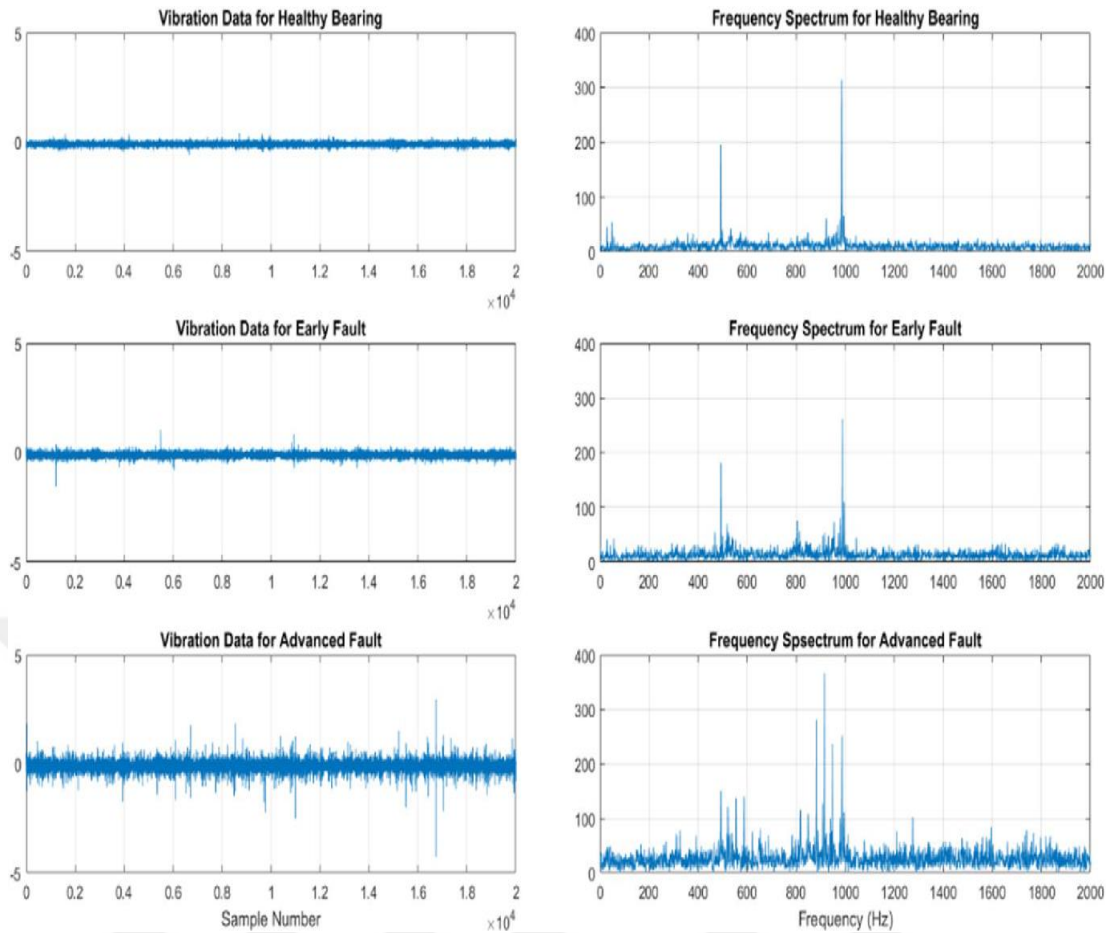 Vibration Data for Healthy Bearing
5
0
-5
0 0.2 0.4 0.6 0.8 1 1.2 1.4 1.6 1.8 2
×10^4
Frequency Spectrum for Healthy Bearing
400
300
200
100
0
0 200 400 600 800 1000 1200 1400 1600 1800 2000
Vibration Data for Early Fault
5
0
-5
0 0.2 0.4 0.6 0.8 1 1.2 1.4 1.6 1.8 2
×10^4
Frequency Spectrum for Early Fault
400
300
200
100
0
0 200 400 600 800 1000 1200 1400 1600 1800 2000
Vibration Data for Advanced Fault
5
0
-5
0 0.2 0.4 0.6 0.8 1 1.2 1.4 1.6 1.8 2
Sample Number
×10^4
Frequency Spsectrum for Advanced Fault
400
300
200
100
0
0 200 400 600 800 1000 1200 1400 1600 1800 2000
Frequency (Hz)